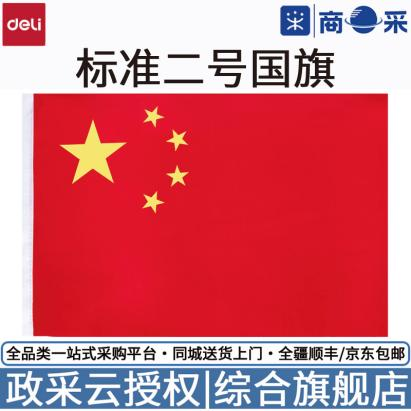 deli
采 商采
标准二号国旗
全品类一站式采购平台·同城送货上门·全疆顺丰/京东包邮
政采云授权|综合旗舰店